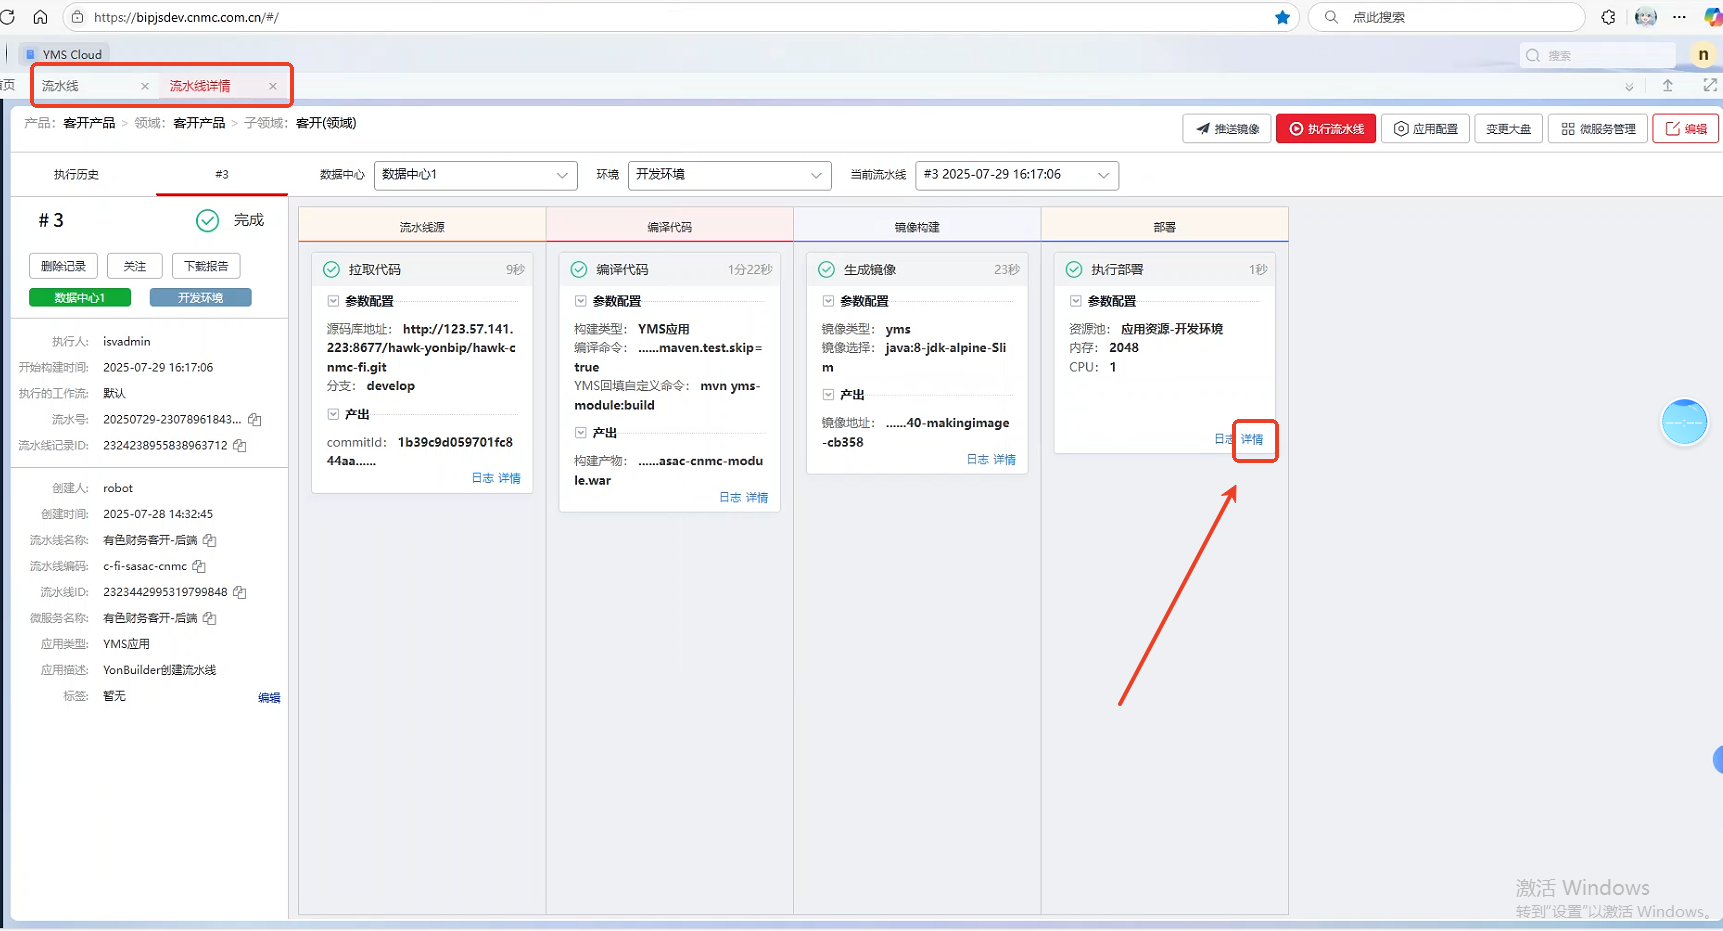 https://bipjsdev.cnmc.com.cn/#/
点此搜索
YMS Cloud
搜索
n
首页
流水线
流水线详情
产品: 客开产品 > 领域: 客开产品 > 子领域: 客开(领域)
推送镜像
执行流水线
应用配置
变更大盘
微服务管理
编辑
执行历史
#3
数据中心 数据中心1
环境 开发环境
当前流水线 #3 2025-07-29 16:17:06
# 3
完成
删除记录
关注
下载报告
数据中心1
开发环境
执行人: isvadmin
开始构建时间: 2025-07-29 16:17:06
执行的工作流: 默认
流水号: 20250729-23078961843...
流水线记录ID: 2324238955838963712
创建人: robot
创建时间: 2025-07-28 14:32:45
流水线名称: 有色财务客开-后端
流水线编码: c-fi-sasac-cnmc
流水线ID: 2323442995319799848
微服务名称: 有色财务客开-后端
应用类型: YMS应用
应用描述: YonBuilder创建流水线
标签: 暂无
编辑
流水线源
拉取代码 9秒
参数配置
源码库地址: http://123.57.141.
223:8677/hawk-yonbip/hawk-c
nmc-fi.git
分支: develop
产出
commitId: 1b39c9d059701fc8
44aa......
日志 详情
编译代码
编译代码 1分22秒
参数配置
构建类型: YMS应用
编译命令: ......maven.test.skip=
true
YMS回填自定义命令: mvn yms-
module:build
产出
构建产物: ......asac-cnmc-modu
le.war
日志 详情
镜像构建
生成镜像 23秒
参数配置
镜像类型: yms
镜像选择: java:8-jdk-alpine-Sli
m
产出
镜像地址: ......40-makingimage
-cb358
日志 详情
部署
执行部署 1秒
参数配置
资源池: 应用资源-开发环境
内存: 2048
CPU: 1
日志 详情
激活 Windows
转到"设置"以激活 Windows。